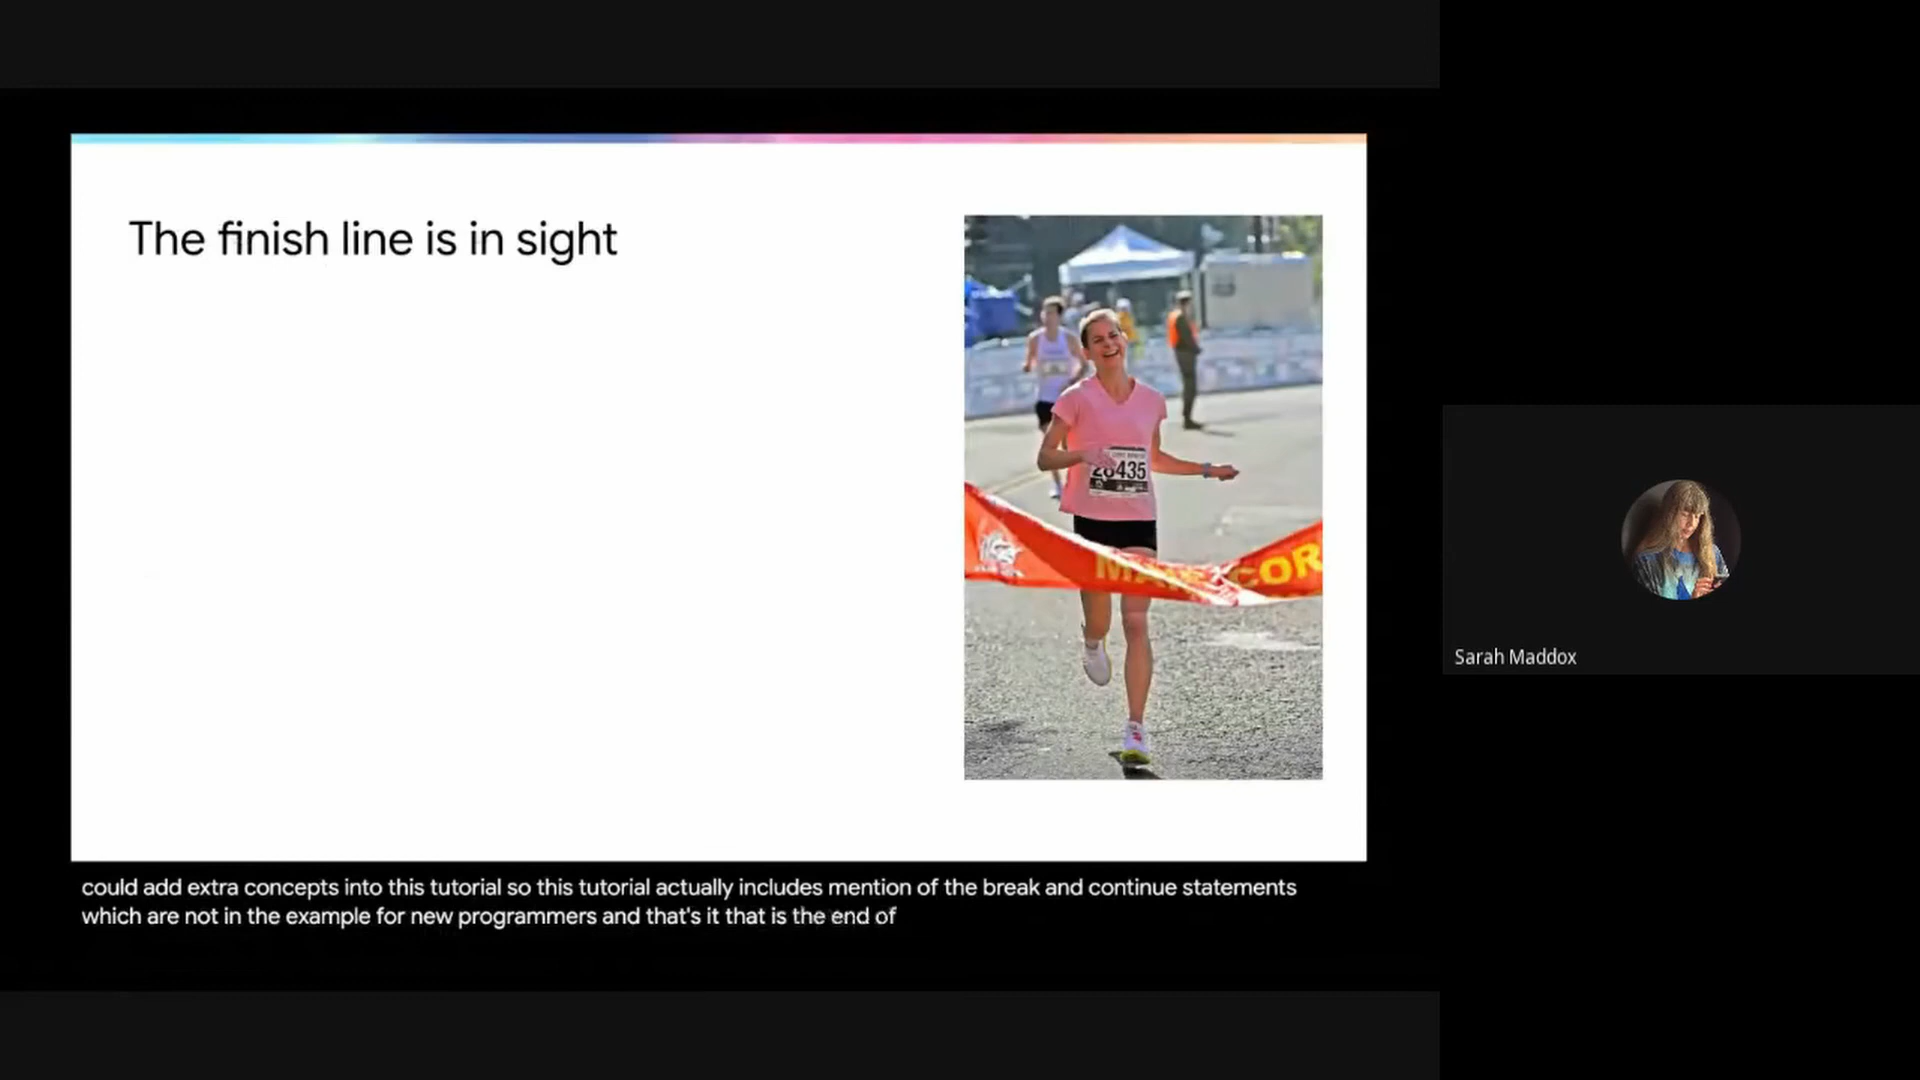 The finish line is in sight
435
COR
Sarah Maddox
could add extra concepts into this tutorial so this tutorial actually includes mention of the break and continue statements
which are not in the example for new programmers and that's it that is the end of